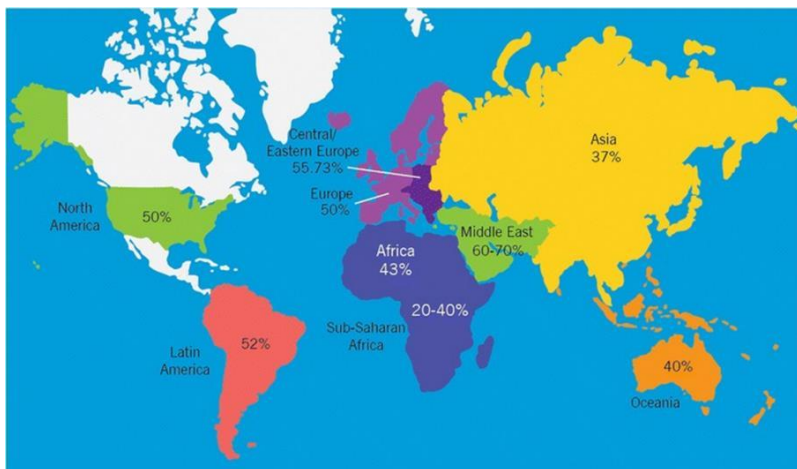 Central/
Eastern Europe
55.73%
Europe
50%
Asia
37%
North
America
50%
Middle East
60-70%
Africa
43%
20-40%
Sub-Saharan
Africa
Latin
America
52%
40%
Oceania